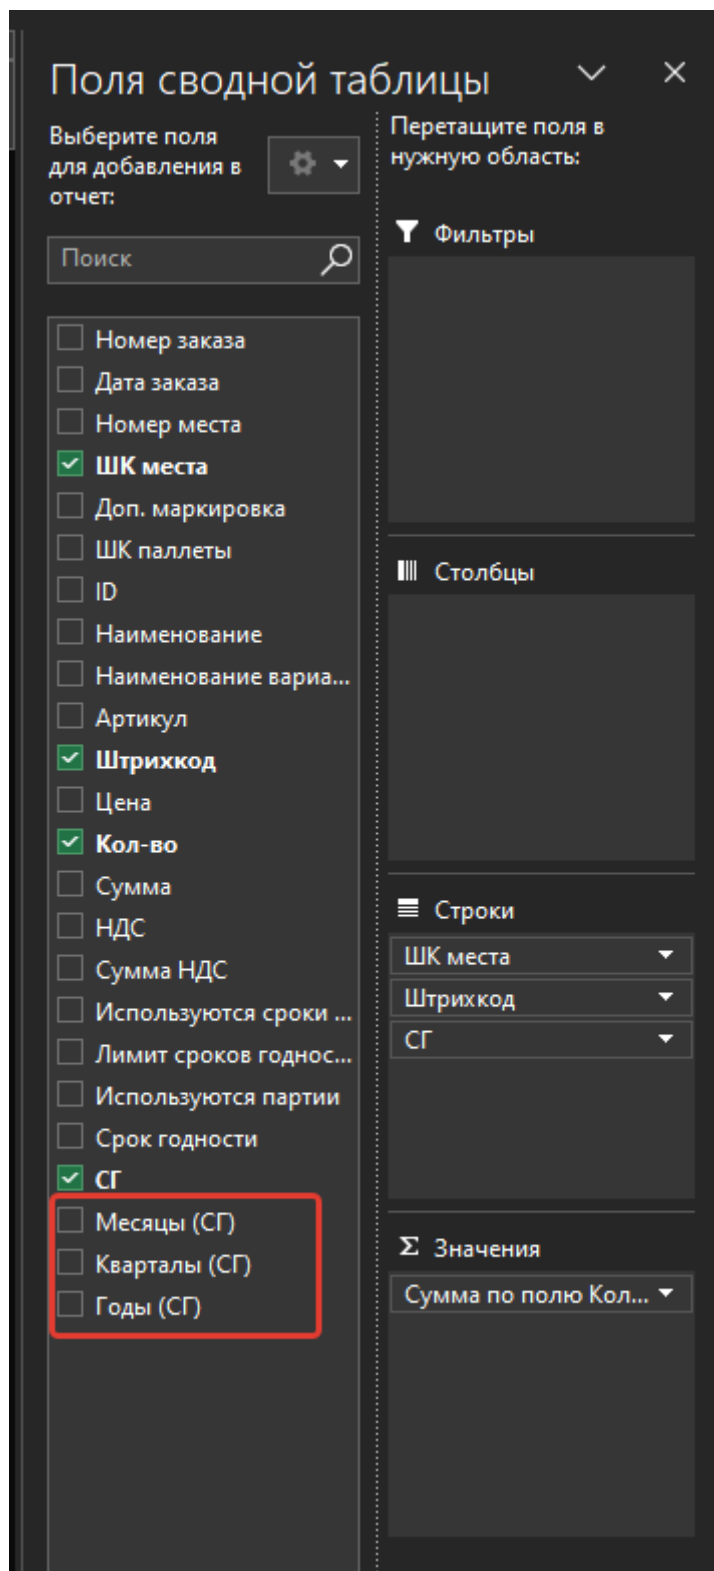 Поля сводной таблицы
Выберите поля
для добавления в
отчет:
Поиск
Номер заказа
Дата заказа
Номер места
ШК места
Доп. маркировка
ШК паллеты
ID
Наименование
Наименование вариа...
Артикул
Штрихкод
Цена
Кол-во
Сумма
НДС
Сумма НДС
Используются сроки ...
Лимит сроков годнос...
Используются партии
Срок годности
СГ
Месяцы (СГ)
Кварталы (СГ)
Годы (СГ)
Перетащите поля в
нужную область:
Фильтры
Столбцы
Строки
ШК места
Штрихкод
СГ
Σ Значения
Сумма по полю Кол...